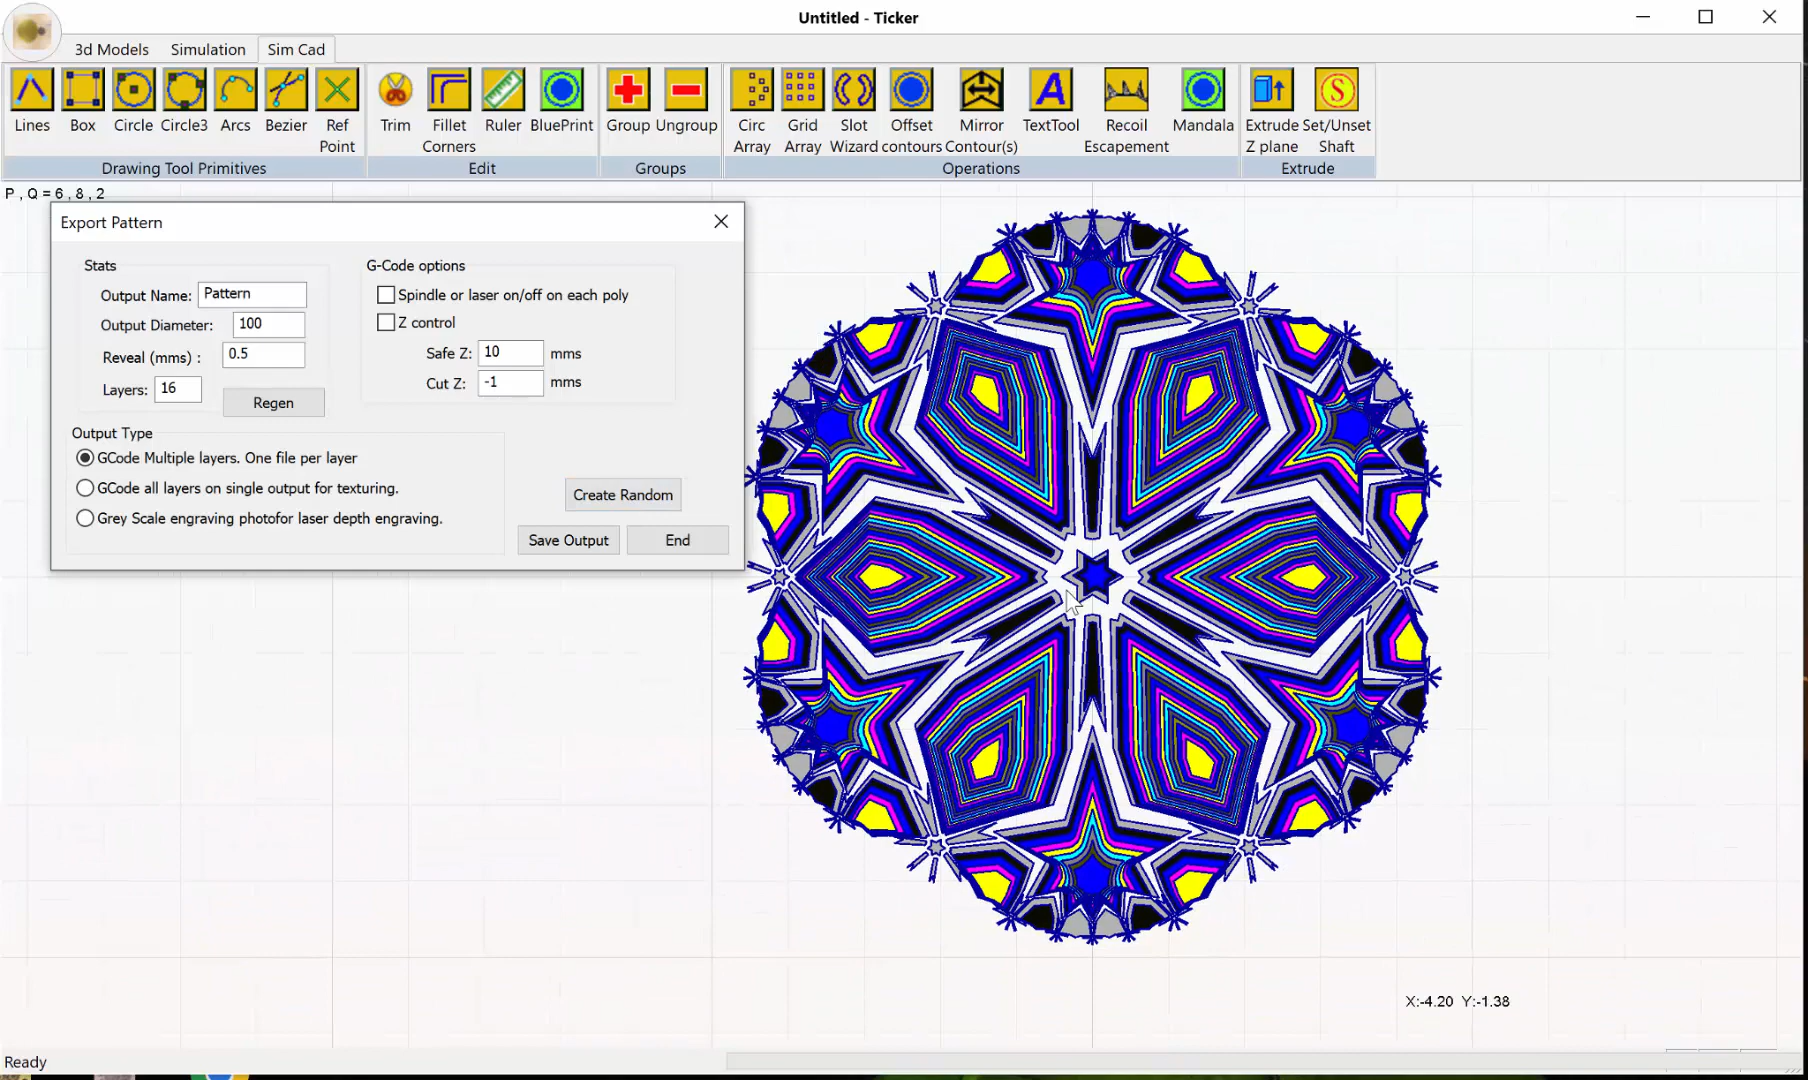 Untitled - Ticker
3d Models Simulation Sim Cad
Lines Box Circle Circle3 Arcs Bezier Ref Point
Trim Fillet Corners Ruler BluePrint
Group Ungroup
Circ Array Grid Array Slot Wizard Offset contours Mirror Contour(s) TextTool Recoil Escapement Mandala
Extrude Z plane Set/Unset Shaft
Drawing Tool Primitives Edit Groups Operations Extrude
P , Q = 6 , 8 , 2
Export Pattern
Stats
Output Name: Pattern
Output Diameter: 100
Reveal (mms) : 0.5
Layers: 16
Regen
G-Code options
Spindle or laser on/off on each poly
Z control
Safe Z: 10 mms
Cut Z: -1 mms
Output Type
GCode Multiple layers. One file per layer
GCode all layers on single output for texturing.
Grey Scale engraving photofor laser depth engraving.
Create Random
Save Output End
X:-4.20 Y:-1.38
Ready